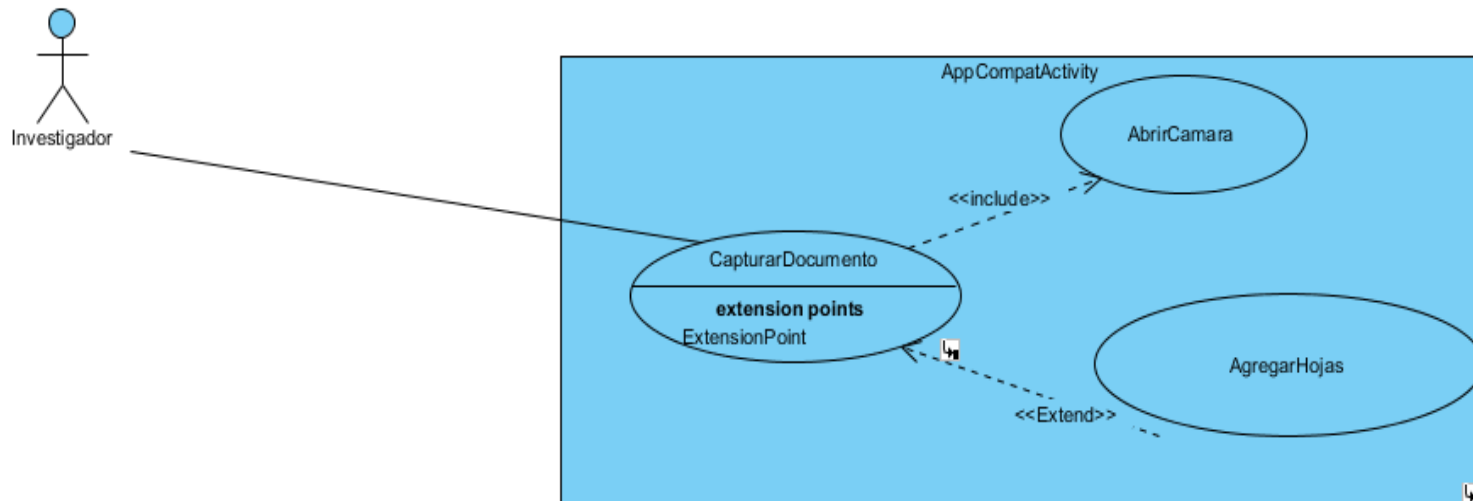 Investigador
AppCompatActivity
AbrirCamara
<<include>>
CapturarDocumento
extension points
ExtensionPoint
AgregarHojas
<<Extend>>